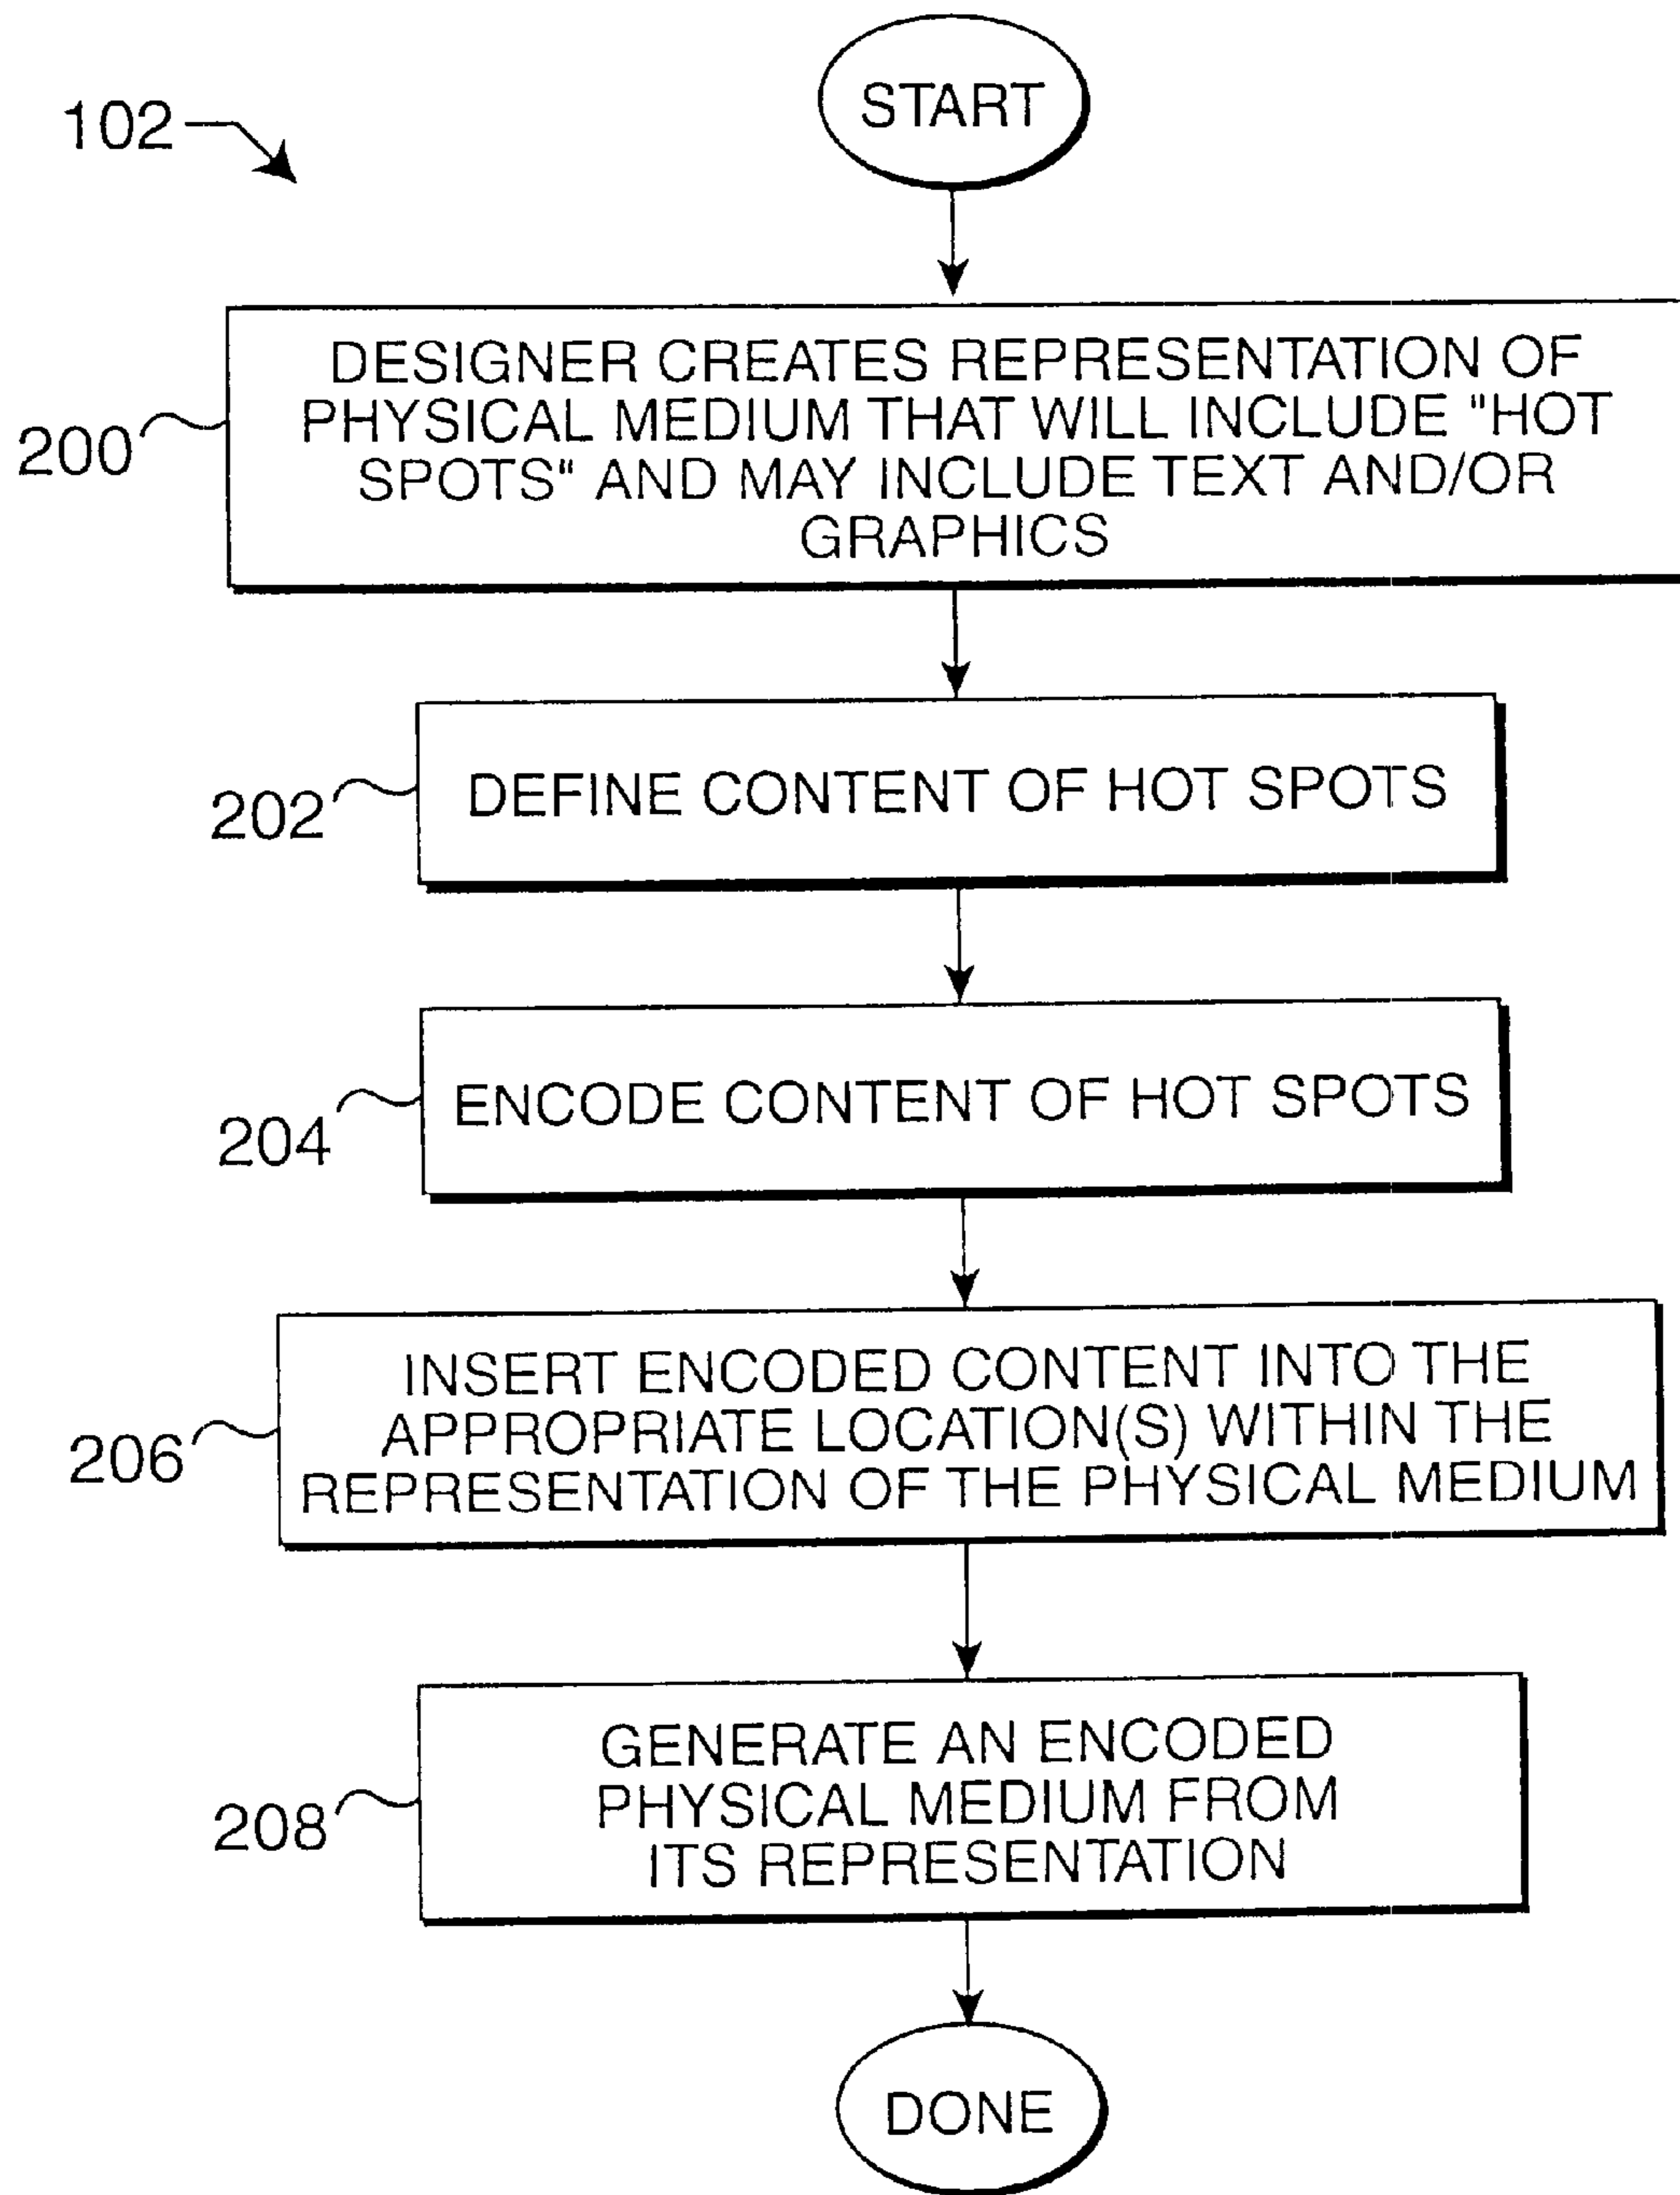 START
102
DESIGNER CREATES REPRESENTATION OF
PHYSICAL MEDIUM THAT WILL INCLUDE "HOT
SPOTS" AND MAY INCLUDE TEXT AND/OR
GRAPHICS
200
DEFINE CONTENT OF HOT SPOTS
202
ENCODE CONTENT OF HOT SPOTS
204
INSERT ENCODED CONTENT INTO THE
APPROPRIATE LOCATION(S) WITHIN THE
REPRESENTATION OF THE PHYSICAL MEDIUM
206
GENERATE AN ENCODED
PHYSICAL MEDIUM FROM
ITS REPRESENTATION
208
DONE